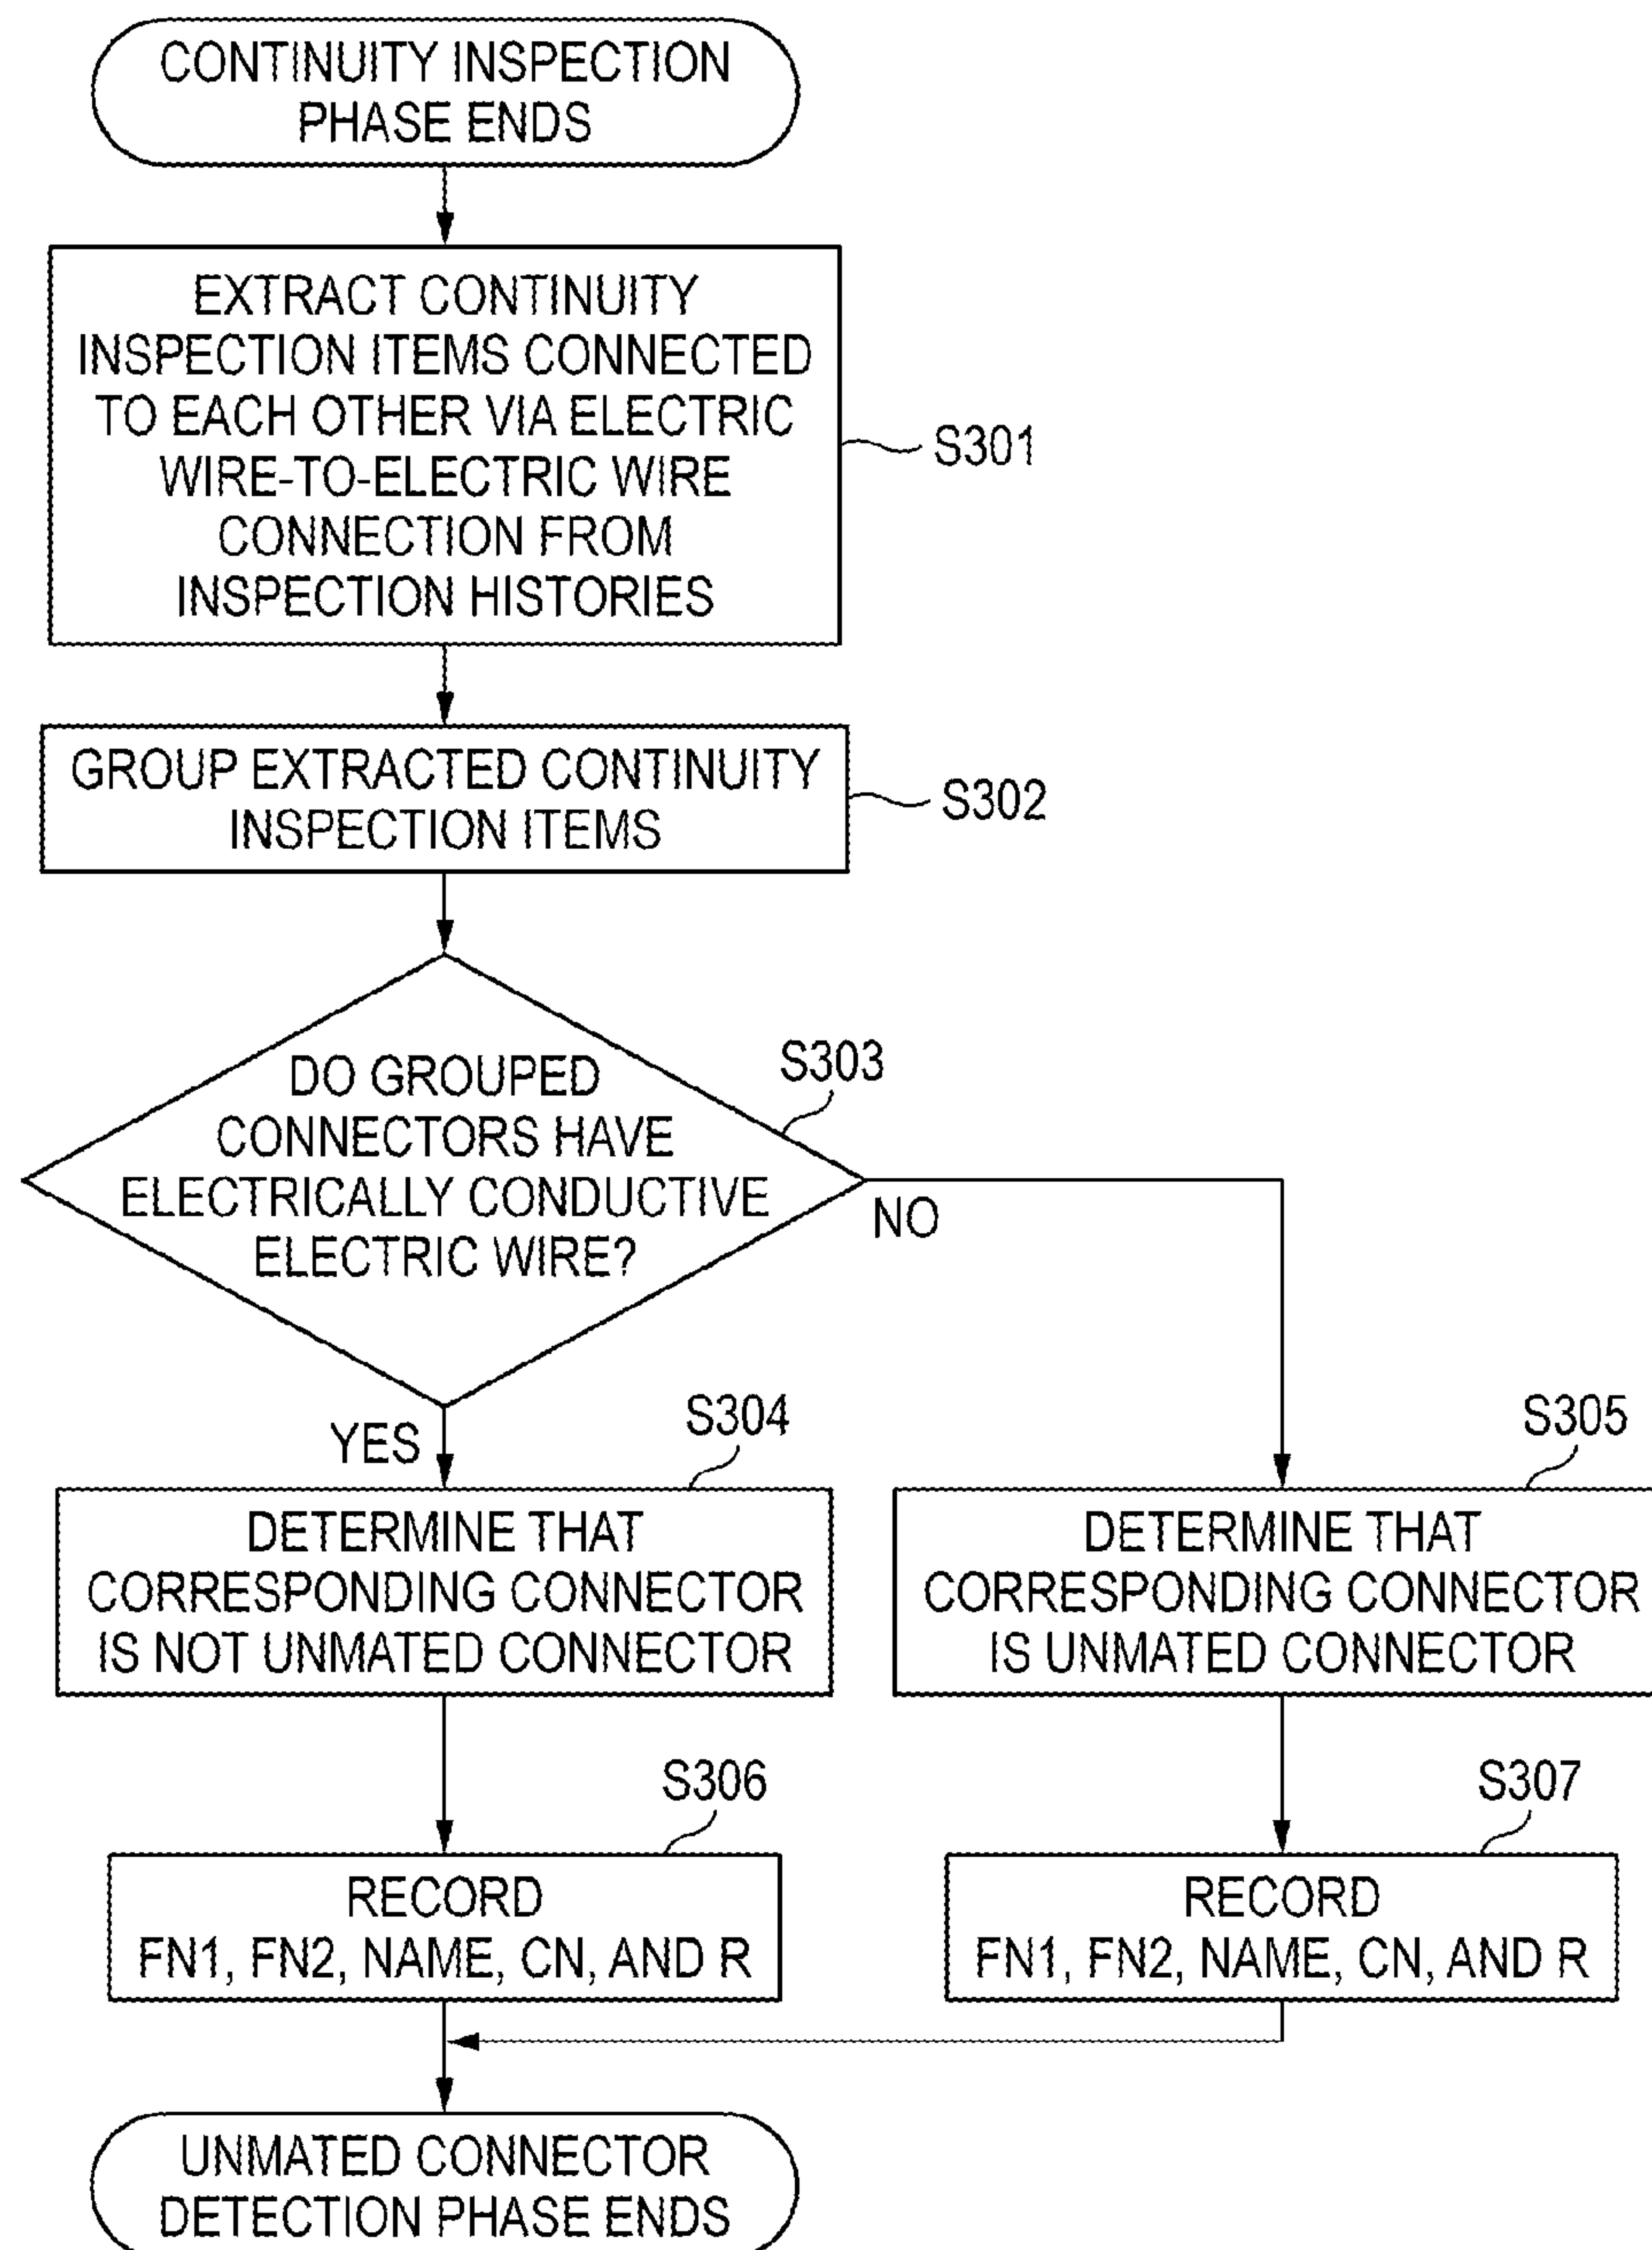 CONTINUITY INSPECTION
PHASE ENDS
EXTRACT CONTINUITY
INSPECTION ITEMS CONNECTED
TO EACH OTHER VIA ELECTRIC
WIRE-TO-ELECTRIC WIRE
CONNECTION FROM
INSPECTION HISTORIES
S301
GROUP EXTRACTED CONTINUITY
INSPECTION ITEMS
S302
DO GROUPED
CONNECTORS HAVE
ELECTRICALLY CONDUCTIVE
ELECTRIC WIRE?
S303
NO
YES
S304
DETERMINE THAT
CORRESPONDING CONNECTOR
IS NOT UNMATED CONNECTOR
S305
DETERMINE THAT
CORRESPONDING CONNECTOR
IS UNMATED CONNECTOR
S306
RECORD
FN1, FN2, NAME, CN, AND R
S307
RECORD
FN1, FN2, NAME, CN, AND R
UNMATED CONNECTOR
DETECTION PHASE ENDS